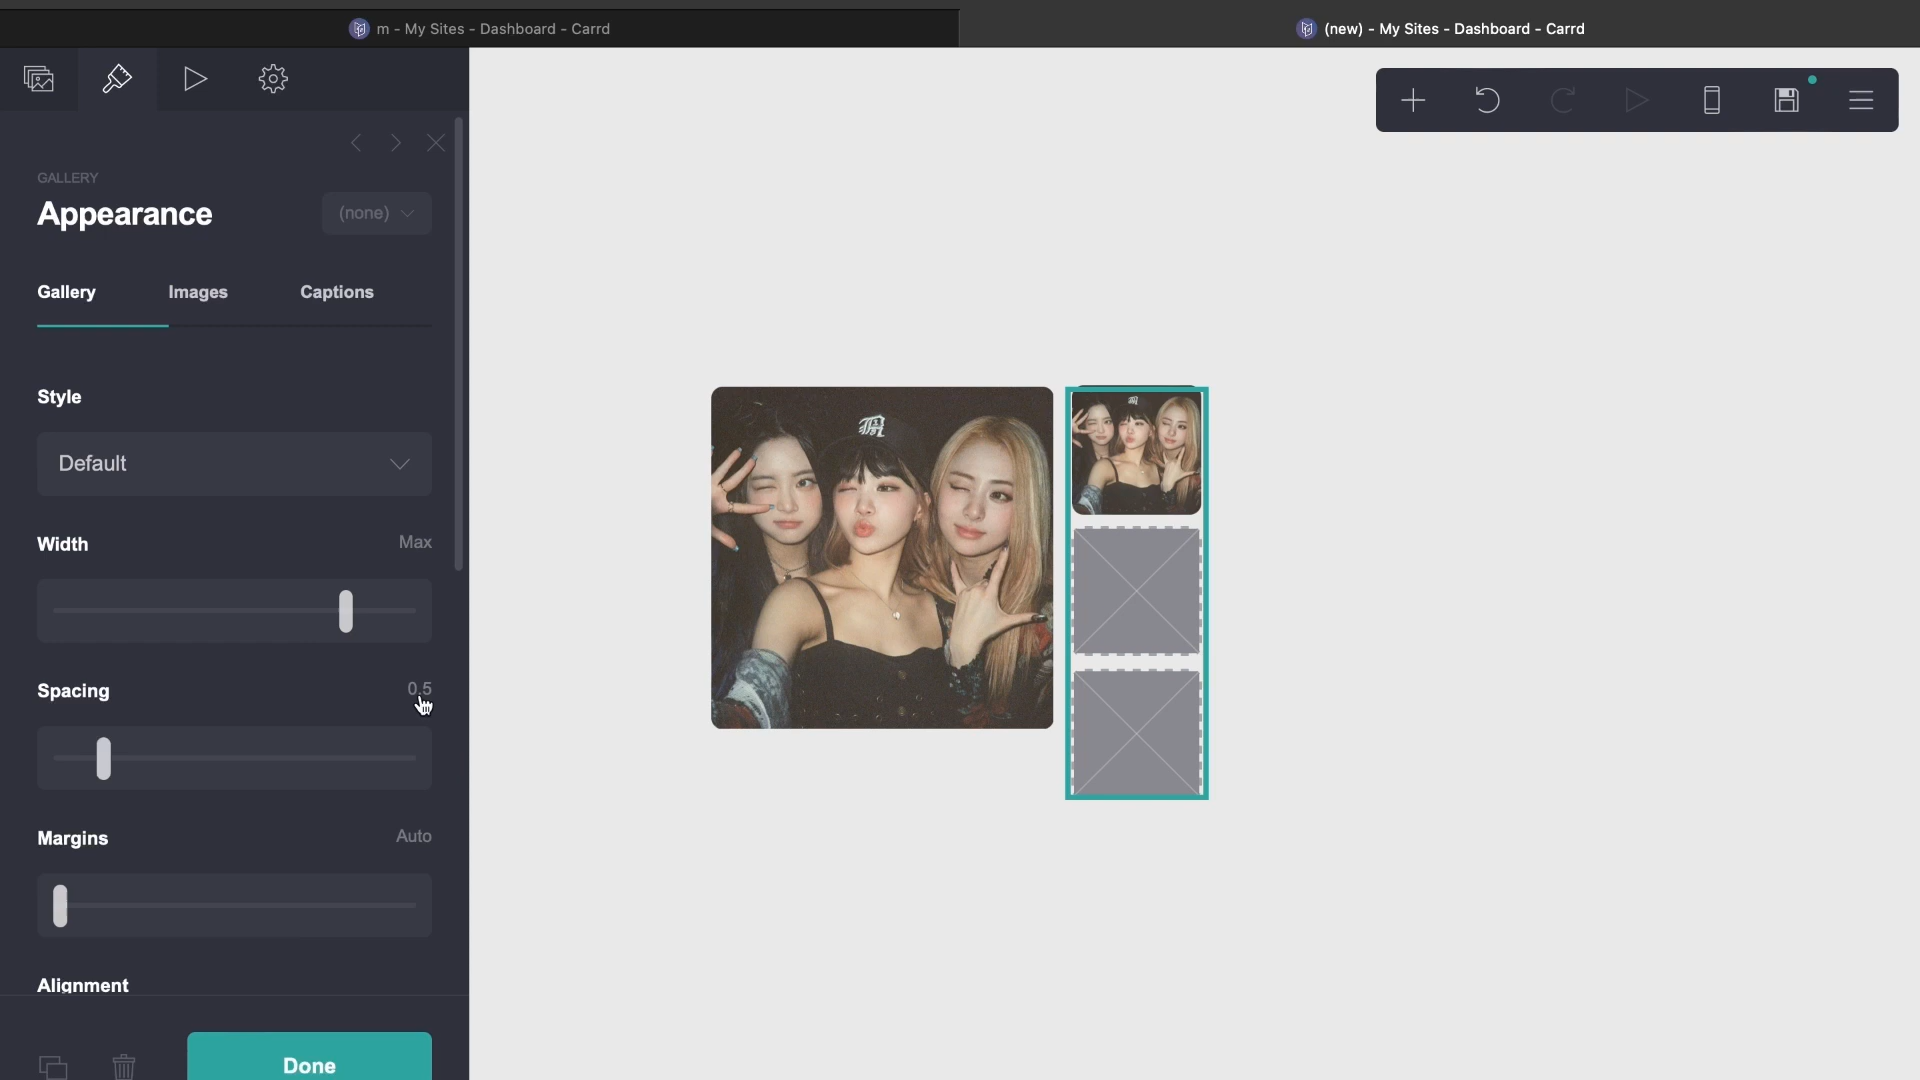 m - My Sites - Dashboard - Carrd
(new) - My Sites - Dashboard - Carrd
GALLERY
Appearance
(none)
Gallery
Images
Captions
Style
Default
Width
Max
Spacing
0.5
Margins
Auto
Alignment
Done